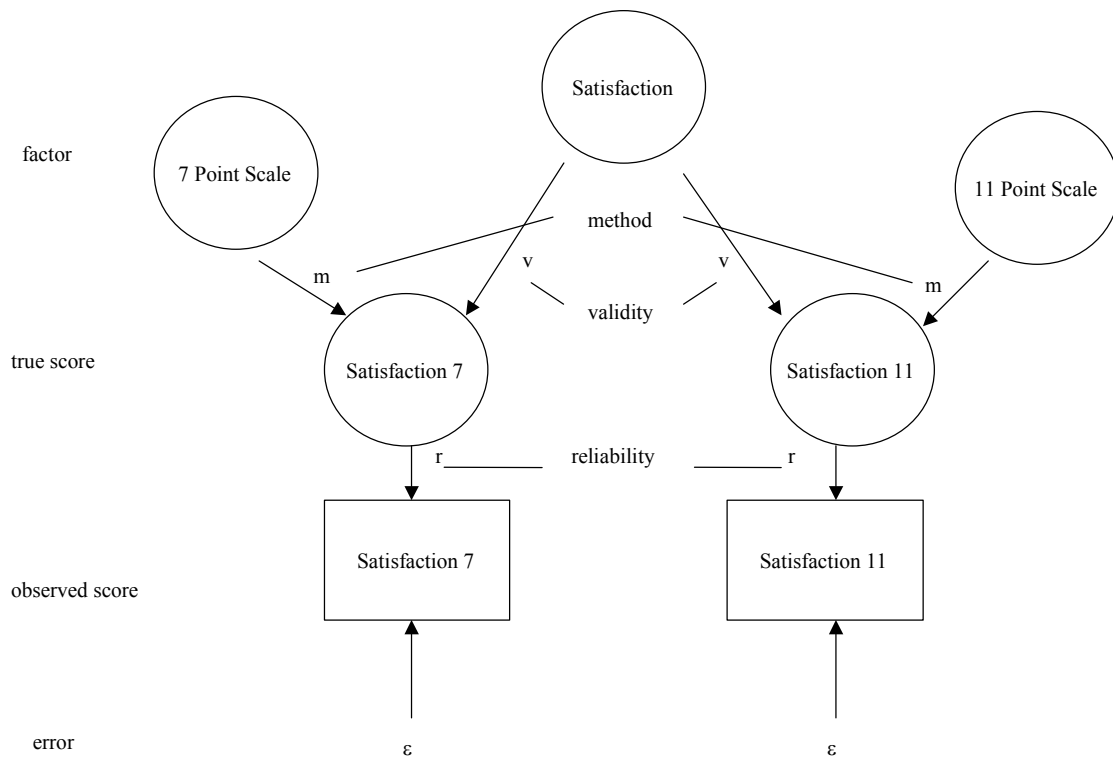 Satisfaction
factor
7 Point Scale
11 Point Scale
method
m
v
v
m
validity
true score
Satisfaction 7
Satisfaction 11
r
reliability
r
Satisfaction 7
Satisfaction 11
observed score
error
ε
ε